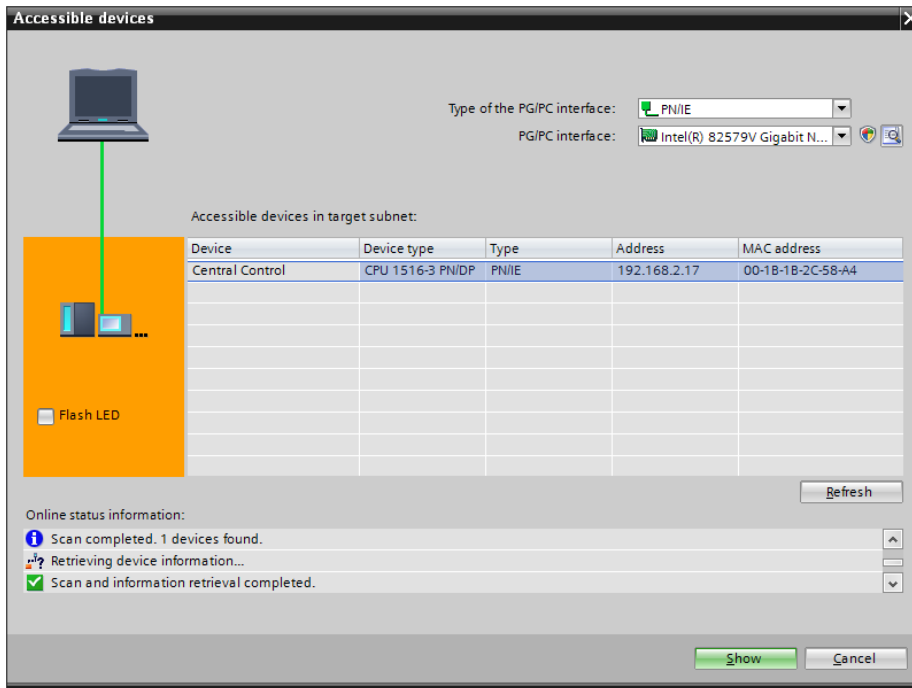 Accessible devices
Type of the PG/PC interface: PN/IE
PG/PC interface: Intel(R) 82579V Gigabit N...
Accessible devices in target subnet:
Device Device type Type Address MAC address
Central Control CPU 1516-3 PN/DP PN/IE 192.168.2.17 00-1B-1B-2C-58-A4
Flash LED
Refresh
Online status information:
Scan completed. 1 devices found.
Retrieving device information...
Scan and information retrieval completed.
Show Cancel